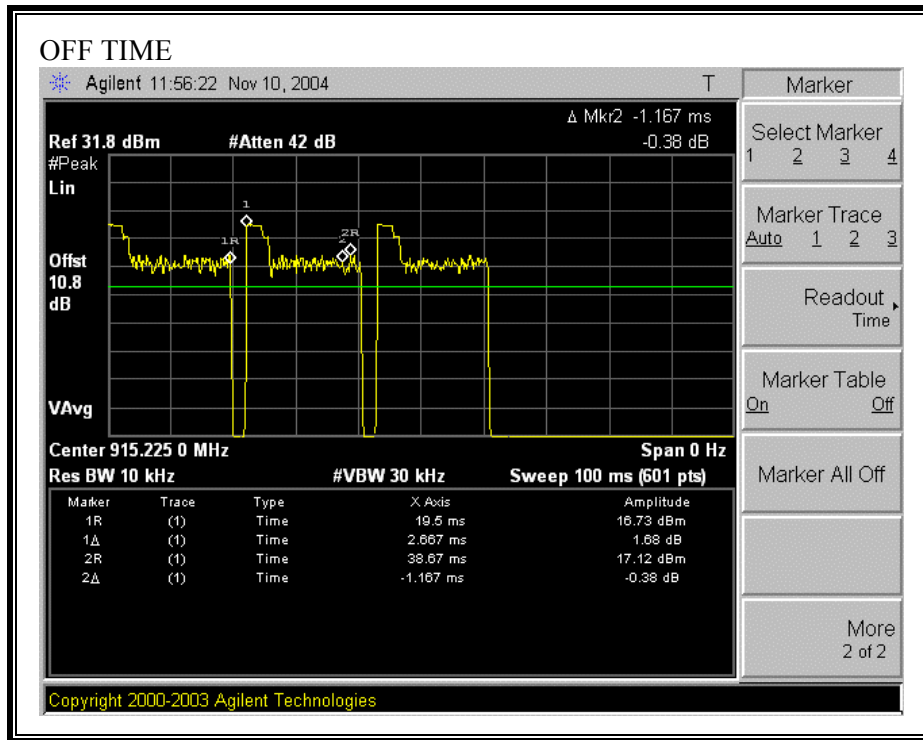 OFF TIME
Agilent 11:56:22 Nov 10, 2004 T
Δ Mkr2 -1.167 ms
Ref 31.8 dBm #Atten 42 dB -0.38 dB
#Peak
Lin
1
1R
2R
2
Offst
10.8
dB
VAvg
Center 915.225 0 MHz Span 0 Hz
Res BW 10 kHz #VBW 30 kHz Sweep 100 ms (601 pts)
Marker Trace Type X Axis Amplitude
1R (1) Time 19.5 ms 16.73 dBm
1Δ (1) Time 2.667 ms 1.68 dB
2R (1) Time 38.67 ms 17.12 dBm
2Δ (1) Time -1.167 ms -0.38 dB
Marker
Select Marker
1 2 3 4
Marker Trace
Auto 1 2 3
Readout
Time
Marker Table
On Off
Marker All Off
More
2 of 2
Copyright 2000-2003 Agilent Technologies